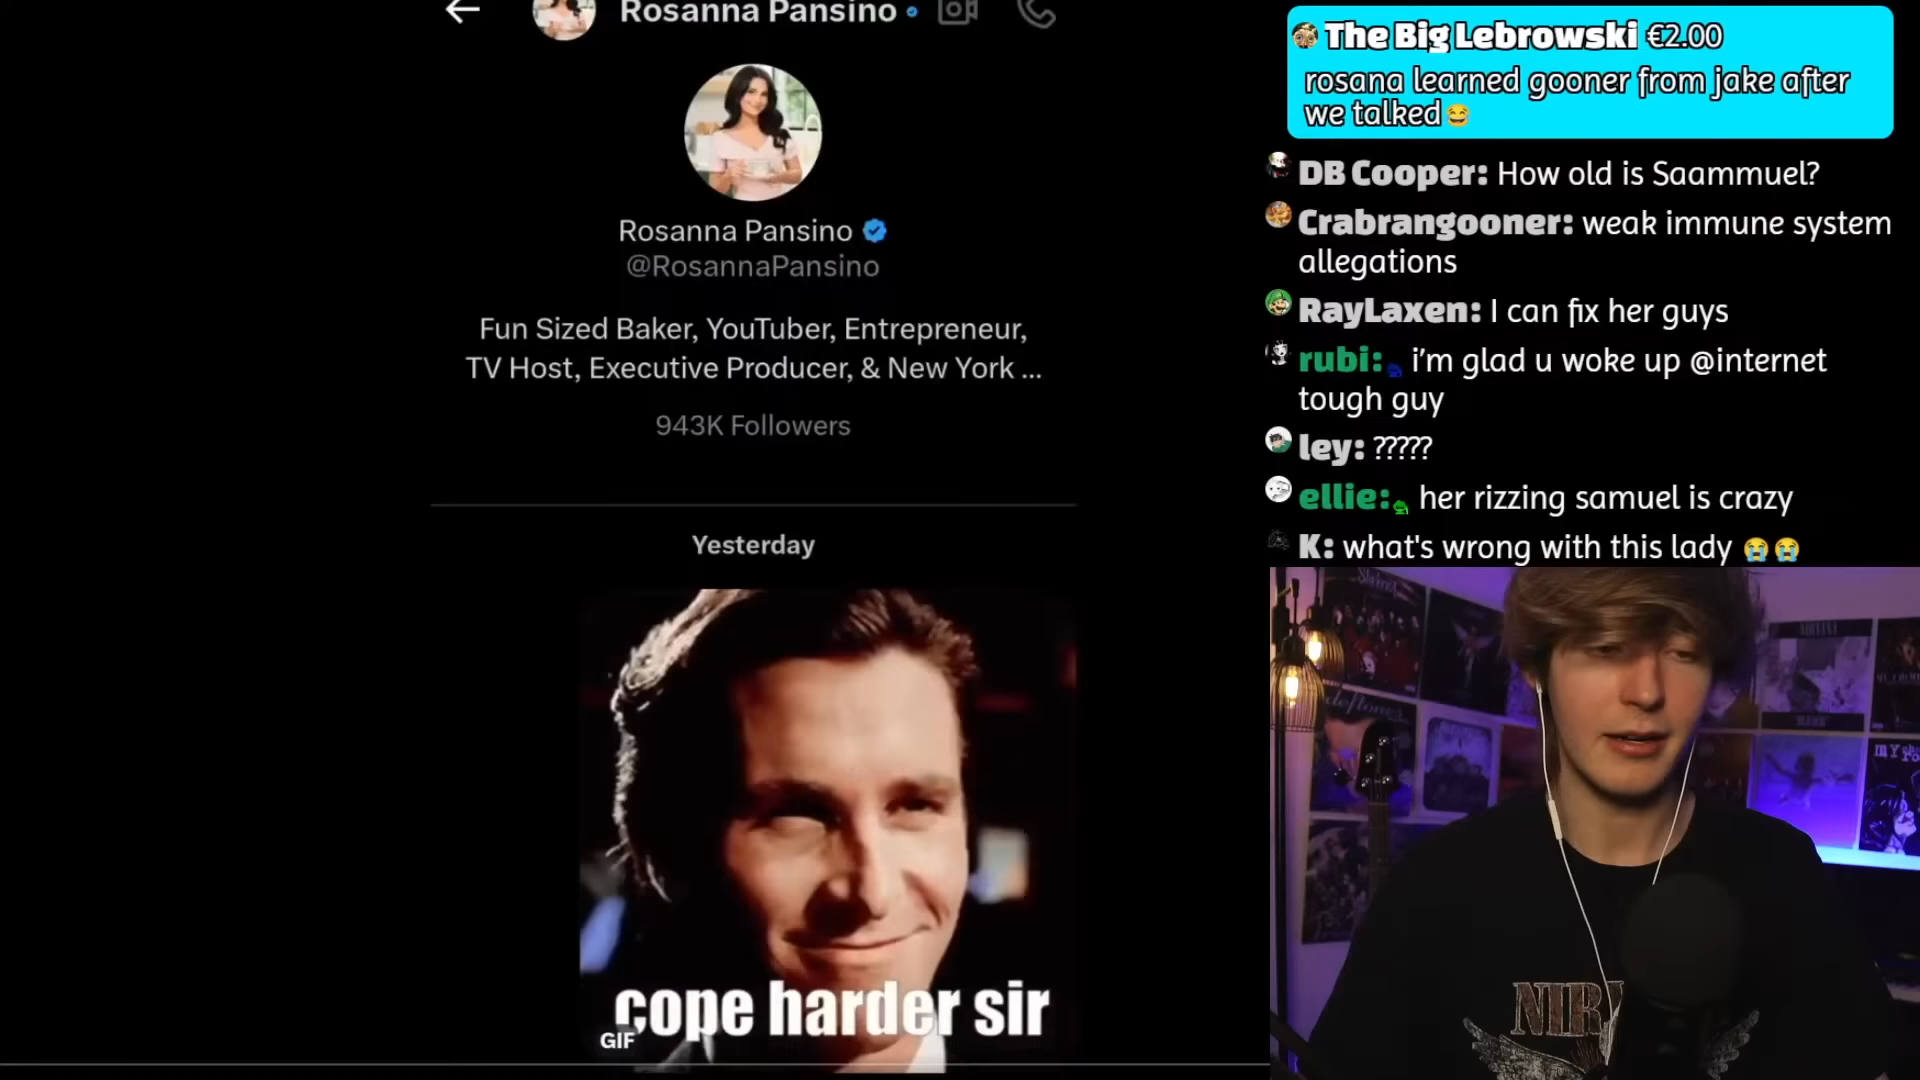 Rosanna Pansino
Rosanna Pansino
@RosannaPansino
Fun Sized Baker, YouTuber, Entrepreneur,
TV Host, Executive Producer, & New York ...
943K Followers
Yesterday
cope harder sir
GIF
The Big Lebrowski €2.00
rosana learned gooner from jake after
we talked😂
DB Cooper: How old is Saammuel?
Crabrangooner: weak immune system
allegations
RayLaxen: I can fix her guys
rubi: i'm glad u woke up @internet
tough guy
ley: ?????
ellie: her rizzing samuel is crazy
K: what's wrong with this lady 😭😭
deftones
NIRVANA
my
NIR